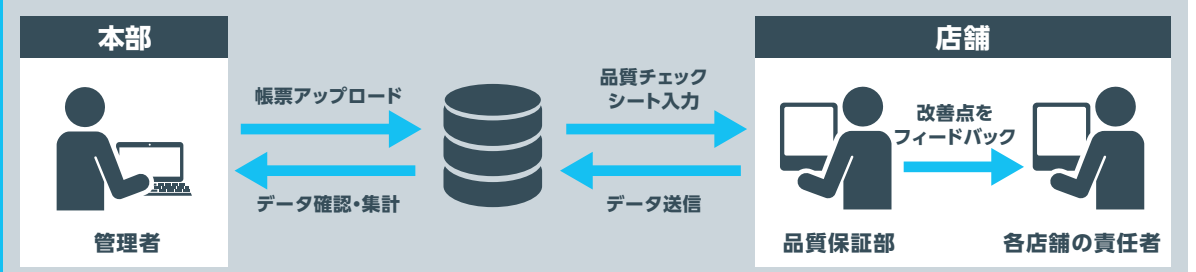 本部
店舗
帳票アップロード
データ確認・集計
品質チェック
シート入力
データ送信
改善点を
フィードバック
管理者
品質保証部
各店舗の責任者